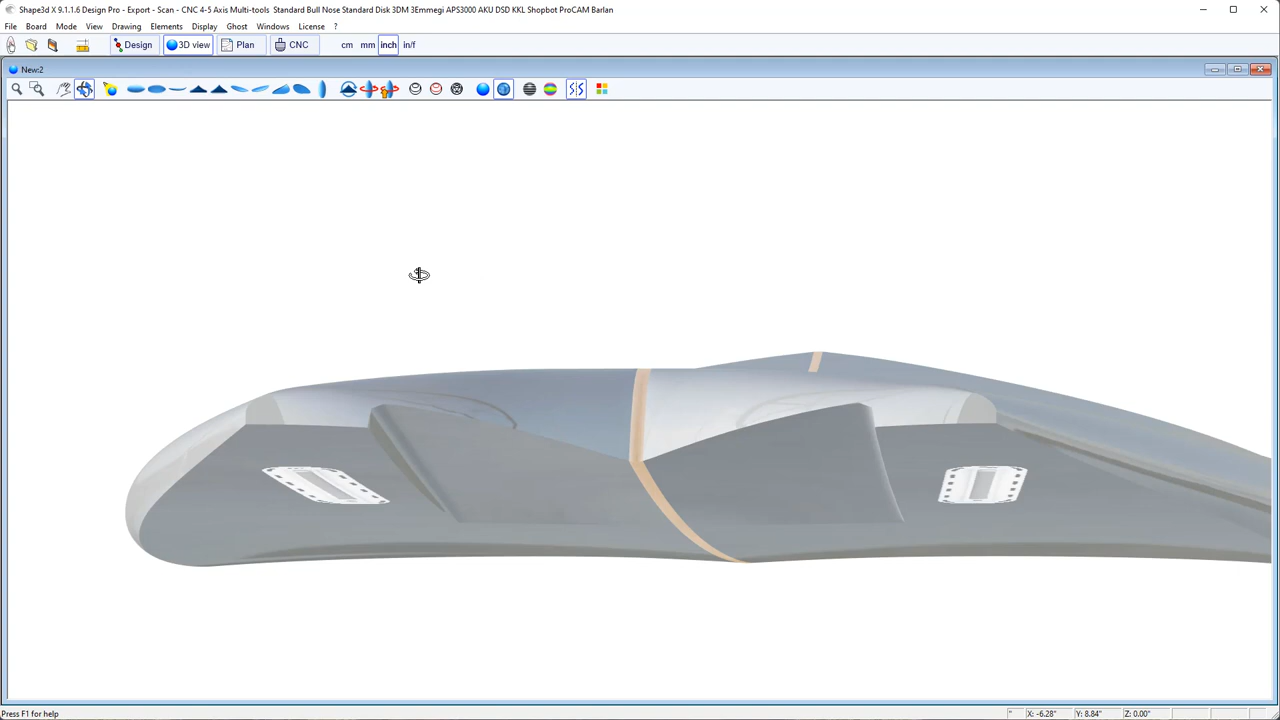 Shape3d X 9.1.1.6 Design Pro - Export - Scan - CNC 4-5 Axis Multi-tools  Standard Bull Nose Standard Disk 3DM 3Emmegi APS3000 AKU DSD KKL Shopbot ProCAM Barlan
File Board Mode View Drawing Elements Display Ghost Windows License ?
Design 3D view Plan CNC cm mm inch in/f
New:2
Press F1 for help " X: -6.28" Y: 8.84" Z: 0.00"